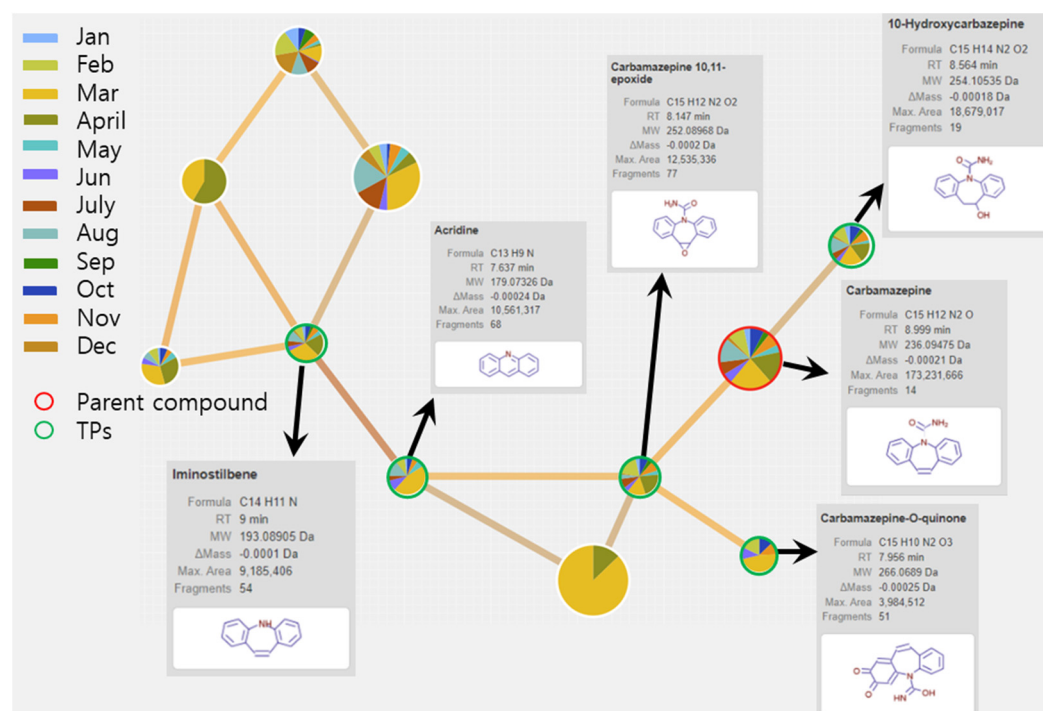 Jan
Feb
Mar
April
May
Jun
July
Aug
Sep
Oct
Nov
Dec
Parent compound
TPs
10-Hydroxycarbazepine
Formula C15 H14 N2 O2
RT 8.564 min
MW 254.10535 Da
ΔMass -0.00018 Da
Max. Area 18,679,017
Fragments 19
O
NH₂
N
OH
Carbamazepine 10,11-
epoxide
Formula C15 H12 N2 O2
RT 8.147 min
MW 252.08968 Da
ΔMass -0.0002 Da
Max. Area 12,535,336
Fragments 77
H₂N
O
N
O
Acridine
Formula C13 H9 N
RT 7.637 min
MW 179.07326 Da
ΔMass -0.00024 Da
Max. Area 10,561,317
Fragments 68
N
Carbamazepine
Formula C15 H12 N2 O
RT 8.999 min
MW 236.09475 Da
ΔMass -0.00021 Da
Max. Area 173,231,666
Fragments 14
O
NH₂
N
Iminostilbene
Formula C14 H11 N
RT 9 min
MW 193.08905 Da
ΔMass -0.0001 Da
Max. Area 9,185,406
Fragments 54
NH
Carbamazepine-O-quinone
Formula C15 H10 N2 O3
RT 7.956 min
MW 266.0689 Da
ΔMass -0.00025 Da
Max. Area 3,984,512
Fragments 51
O
O
N
HN
OH